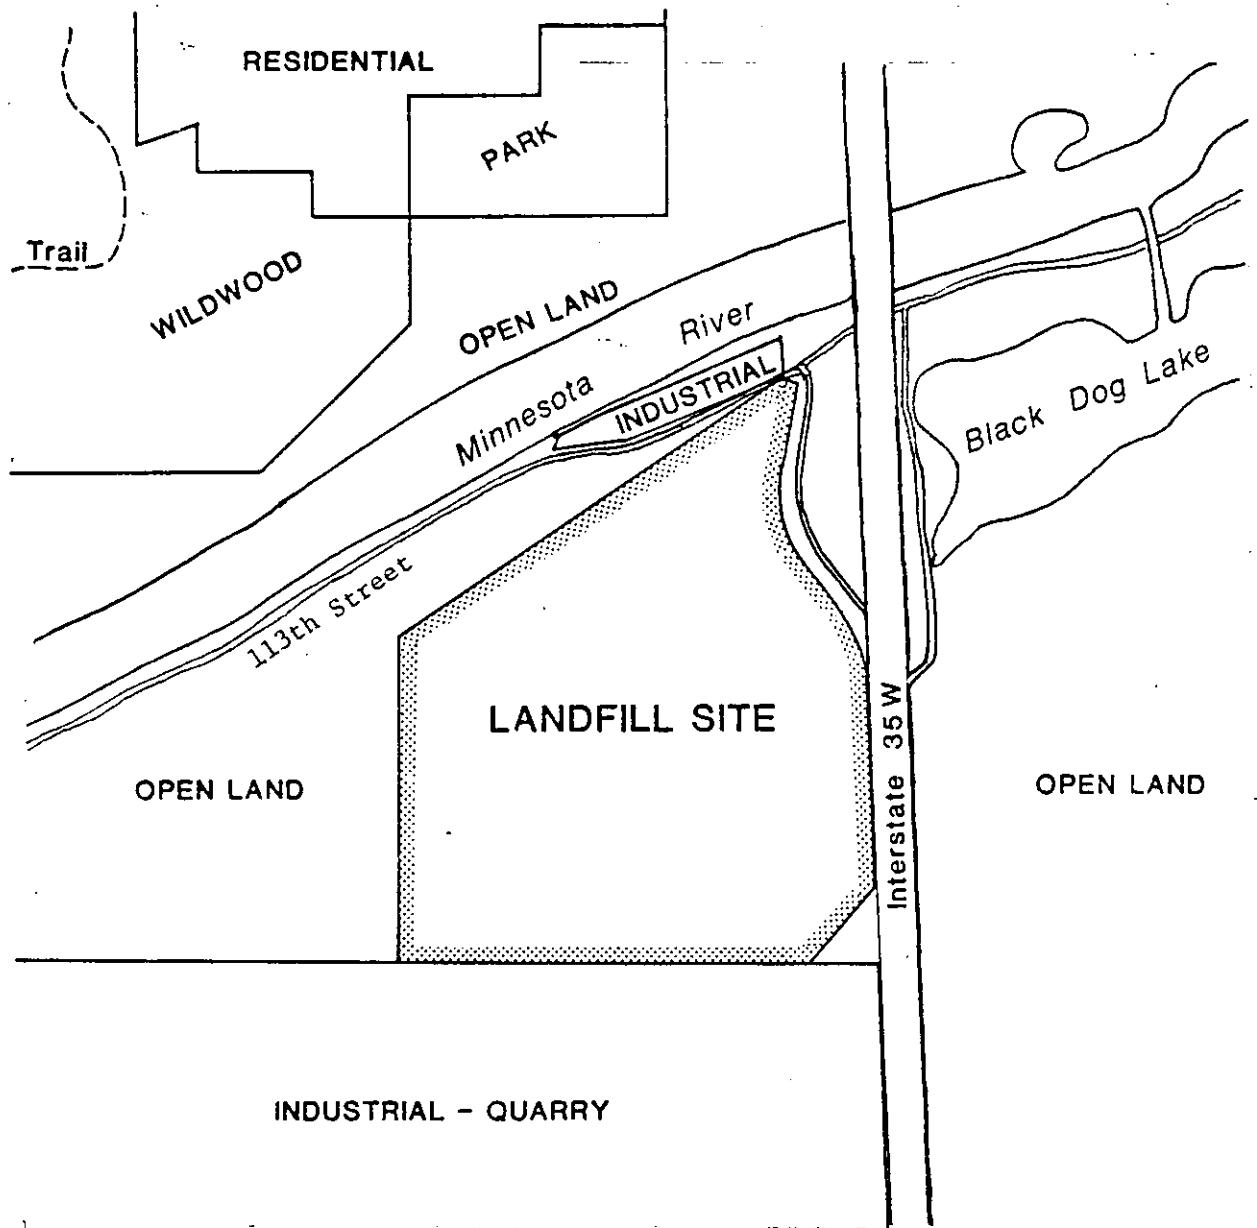 RESIDENTIAL
PARK
Trail
WILDWOOD
OPEN LAND
River
Minnesota
INDUSTRIAL
Black Dog Lake
113th Street
LANDFILL SITE
Interstate 35W
OPEN LAND
OPEN LAND
INDUSTRIAL - QUARRY